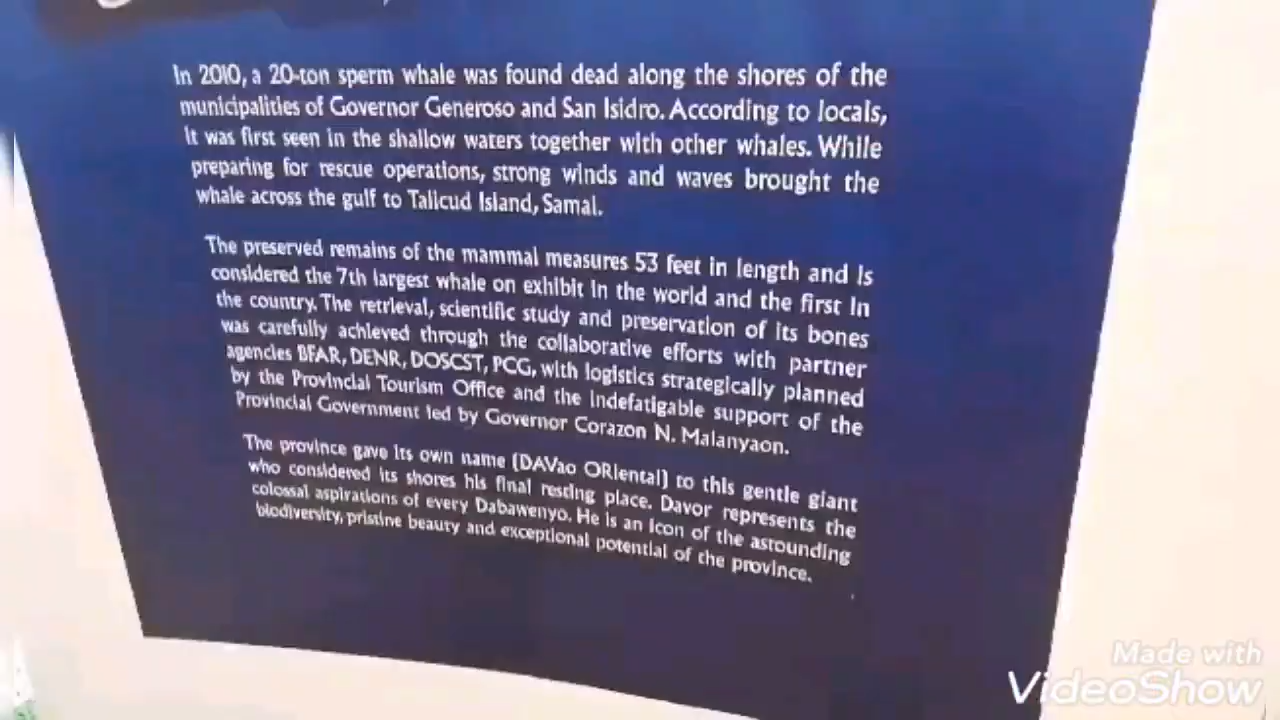 In 2010, a 20-ton sperm whale was found dead along the shores of the
municipalities of Governor Generoso and San Isidro. According to locals,
it was first seen in the shallow waters together with other whales. While
preparing for rescue operations, strong winds and waves brought the
whale across the gulf to Talicud Island, Samal.
The preserved remains of the mammal measures 53 feet in length and is
considered the 7th largest whale on exhibit in the world and the first in
the country. The retrieval, scientific study and preservation of its bones
was carefully achieved through the collaborative efforts with partner
agencies BFAR, DENR, DOSCST, PCG, with logistics strategically planned
by the Provincial Tourism Office and the indefatigable support of the
Provincial Government led by Governor Corazon N. Malanyaon.
The province gave its own name (DAVao ORiental) to this gentle giant
who considered its shores his final resting place. Davor represents the
colossal aspirations of every Dabawenyo. He is an icon of the astounding
biodiversity, pristine beauty and exceptional potential of the province.
Made with
VideoShow